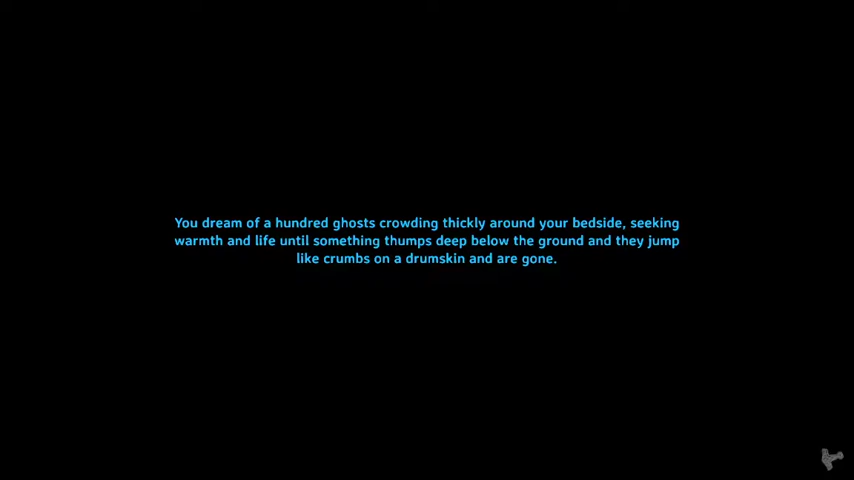 You dream of a hundred ghosts crowding thickly around your bedside, seeking
warmth and life until something thumps deep below the ground and they jump
like crumbs on a drumskin and are gone.